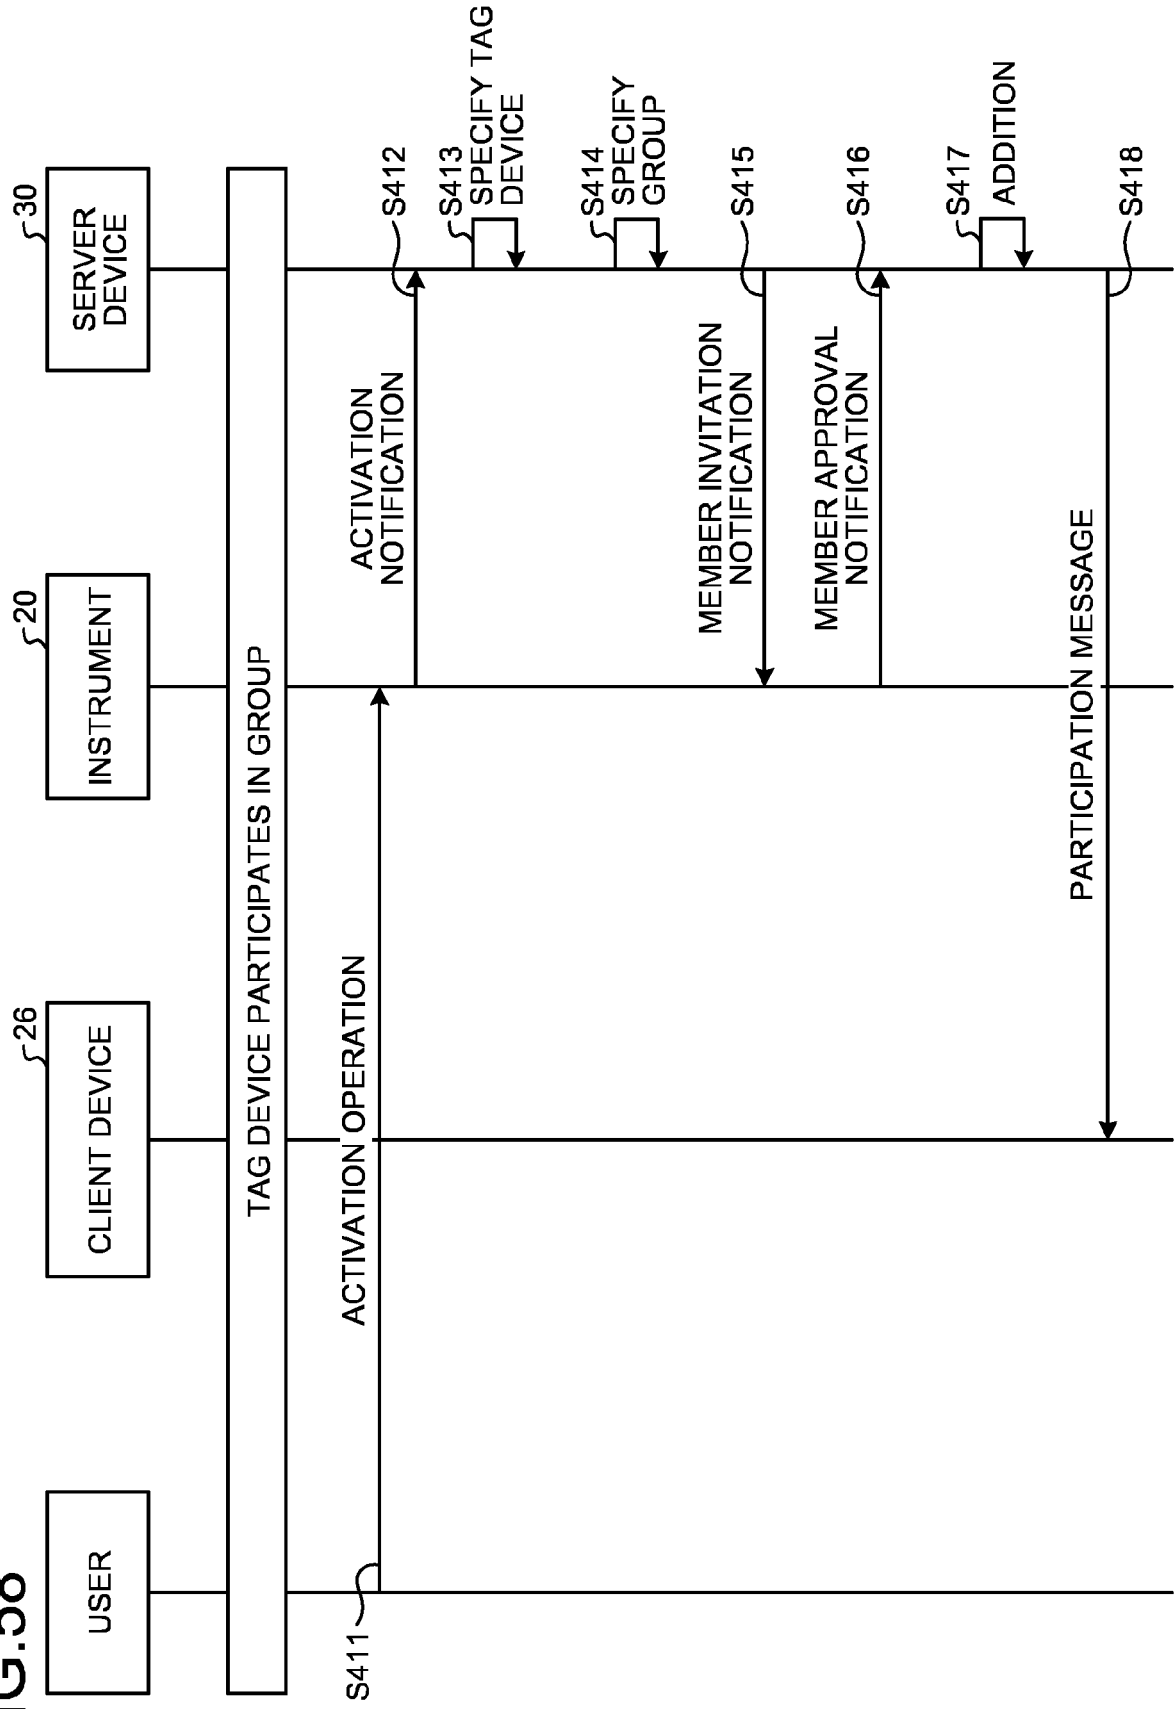 USER
CLIENT DEVICE
26
INSTRUMENT
20
SERVER
DEVICE
30
TAG DEVICE PARTICIPATES IN GROUP
S411
ACTIVATION OPERATION
ACTIVATION
NOTIFICATION
S412
S413
SPECIFY TAG
DEVICE
S414
SPECIFY
GROUP
MEMBER INVITATION
NOTIFICATION
S415
MEMBER APPROVAL
NOTIFICATION
S416
S417
ADDITION
PARTICIPATION MESSAGE
S418